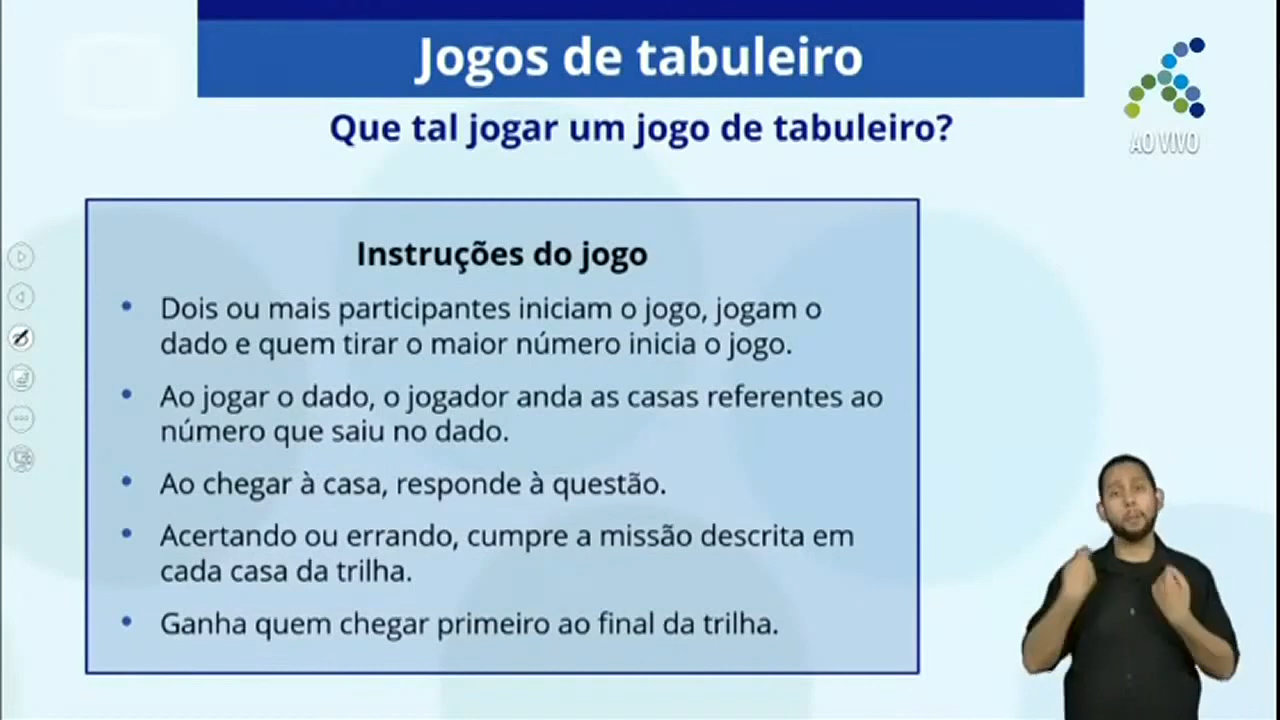 Jogos de tabuleiro
AO VIVO
Que tal jogar um jogo de tabuleiro?
Instruções do jogo
• Dois ou mais participantes iniciam o jogo, jogam o
dado e quem tirar o maior número inicia o jogo.
• Ao jogar o dado, o jogador anda as casas referentes ao
número que saiu no dado.
• Ao chegar à casa, responde à questão.
• Acertando ou errando, cumpre a missão descrita em
cada casa da trilha.
• Ganha quem chegar primeiro ao final da trilha.